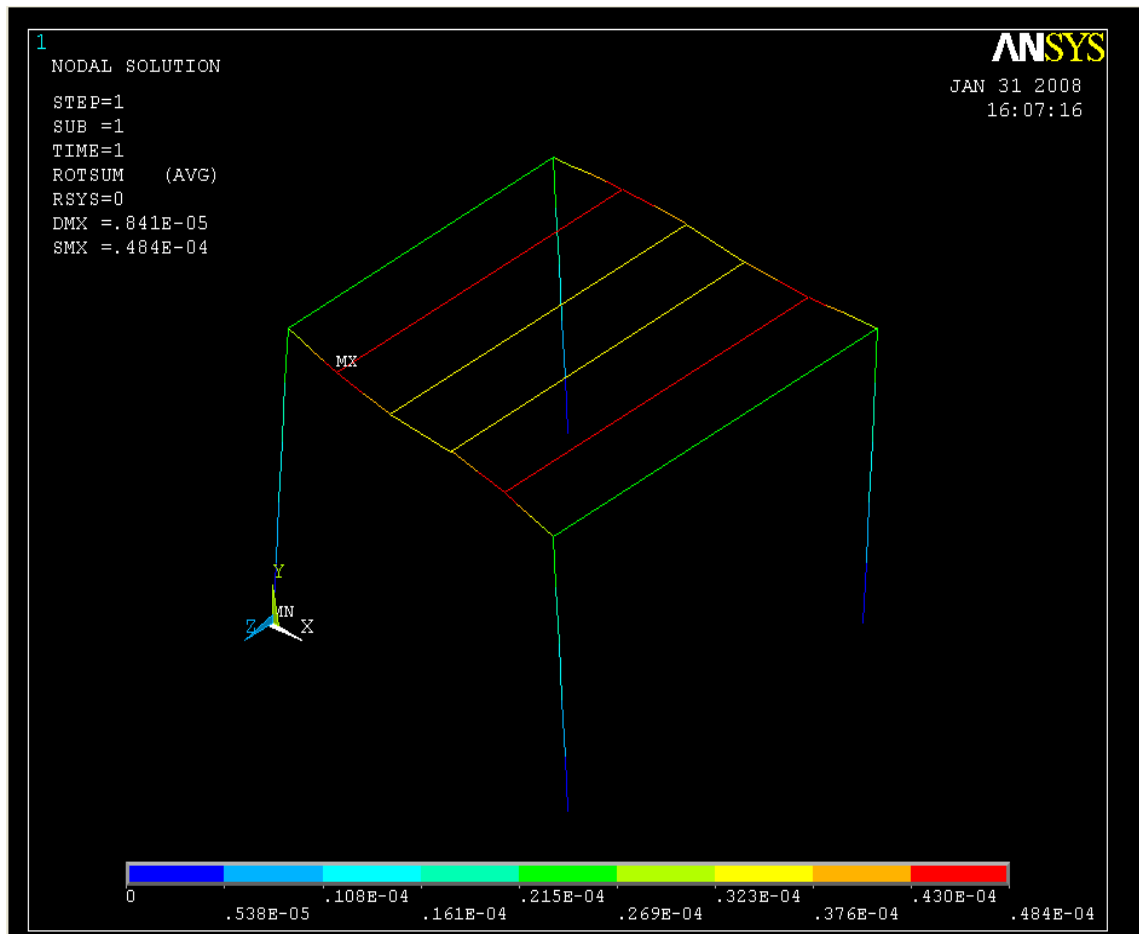 1
ANSYS
NODAL SOLUTION
JAN 31 2008
16:07:16
STEP=1
SUB =1
TIME=1
ROTSUM (AVG)
RSYS=0
DMX =.841E-05
SMX =.484E-04
MX
Y
MN
Z X
0 .108E-04 .215E-04 .323E-04 .430E-04
.538E-05 .161E-04 .269E-04 .376E-04 .484E-04